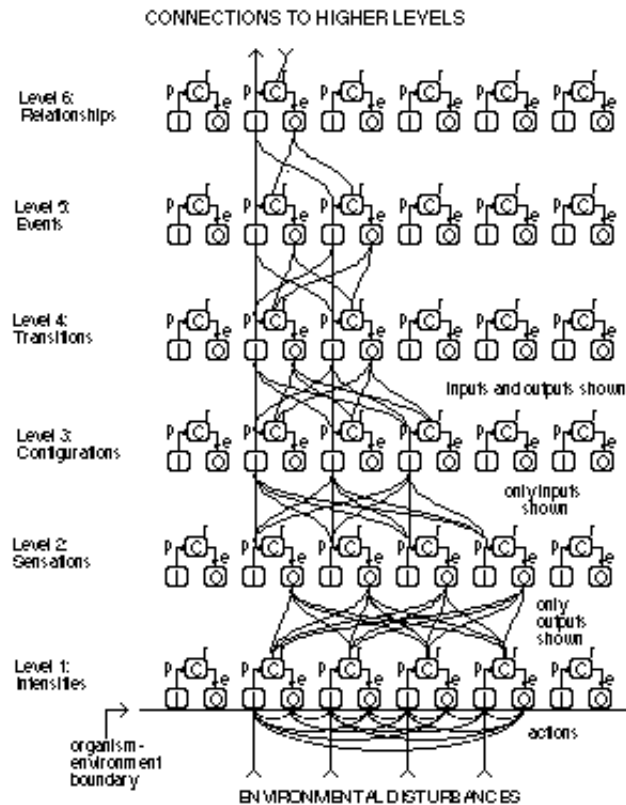 CONNECTIONS TO HIGHER LEVELS
Level 6:
Relationships
p C r e I O p C r e I O p C r e I O p C r e I O p C r e I O p C r e I O
Level 5:
Events
p C r e I O p C r e I O p C r e I O p C r e I O p C r e I O p C r e I O
Level 4:
Transitions
p C r e I O p C r e I O p C r e I O p C r e I O p C r e I O p C r e I O
inputs and outputs shown
Level 3:
Configurations
p C r e I O p C r e I O p C r e I O p C r e I O p C r e I O p C r e I O
only inputs
shown
Level 2:
Sensations
p C r e I O p C r e I O p C r e I O p C r e I O p C r e I O p C r e I O
only
outputs
shown
Level 1:
Intensities
p C r e I O p C r e I O p C r e I O p C r e I O p C r e I O p C r e I O
organism-
environment
boundary
actions
ENVIRONMENTAL DISTURBANCES